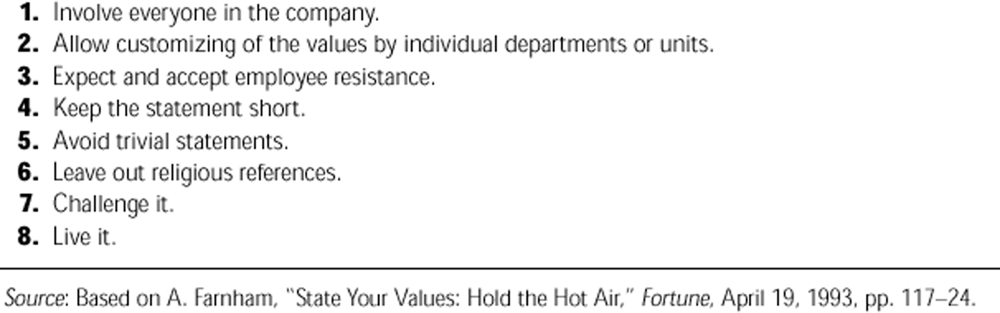 1. Involve everyone in the company.
2. Allow customizing of the values by individual departments or units.
3. Expect and accept employee resistance.
4. Keep the statement short.
5. Avoid trivial statements.
6. Leave out religious references.
7. Challenge it.
8. Live it.
Source: Based on A. Farnham, “State Your Values: Hold the Hot Air,” Fortune, April 19, 1993, pp. 117–24.